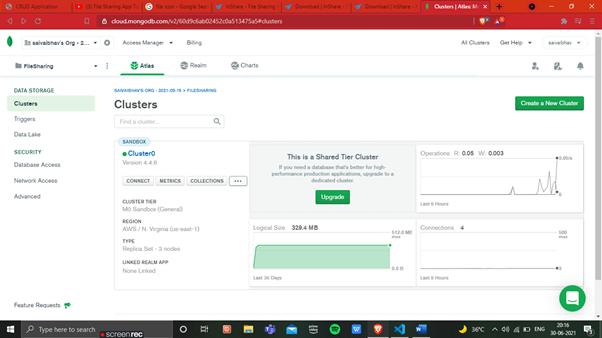 CRUD Application
(5) File Sharing App Tu
file icon - Google Sea
InShare - File Sharing
Download | InShare -
Download | InShare -
Clusters | Atlas: Mo
cloud.mongodb.com/v2/60d9c6ab02452c0a513475a5#clusters
saivaibhav's Org - 2...
Access Manager
Billing
All Clusters
Get Help
saivaibhav
FileSharing
Atlas
Realm
Charts
DATA STORAGE
Clusters
Triggers
Data Lake
SECURITY
Database Access
Network Access
Advanced
Feature Requests
SAIVAIBHAV'S ORG - 2021-05-15 > FILESHARING
Clusters
Create a New Cluster
Find a cluster...
SANDBOX
Cluster0
Version 4.4.6
CONNECT
METRICS
COLLECTIONS
CLUSTER TIER
M0 Sandbox (General)
REGION
AWS / N. Virginia (us-east-1)
TYPE
Replica Set - 3 nodes
LINKED REALM APP
None Linked
This is a Shared Tier Cluster
If you need a database that's better for high-
performance production applications, upgrade to a
dedicated cluster.
Upgrade
Operations R: 0.05 W: 0.003
0.05/s
0
Last 6 Hours
Logical Size 329.4 MB
512.0 MB
max
0.0 B
Last 30 Days
Connections 4
500
max
0
Last 6 Hours
Type here to search
screenrec
36°C
ENG
20:16
30-06-2021